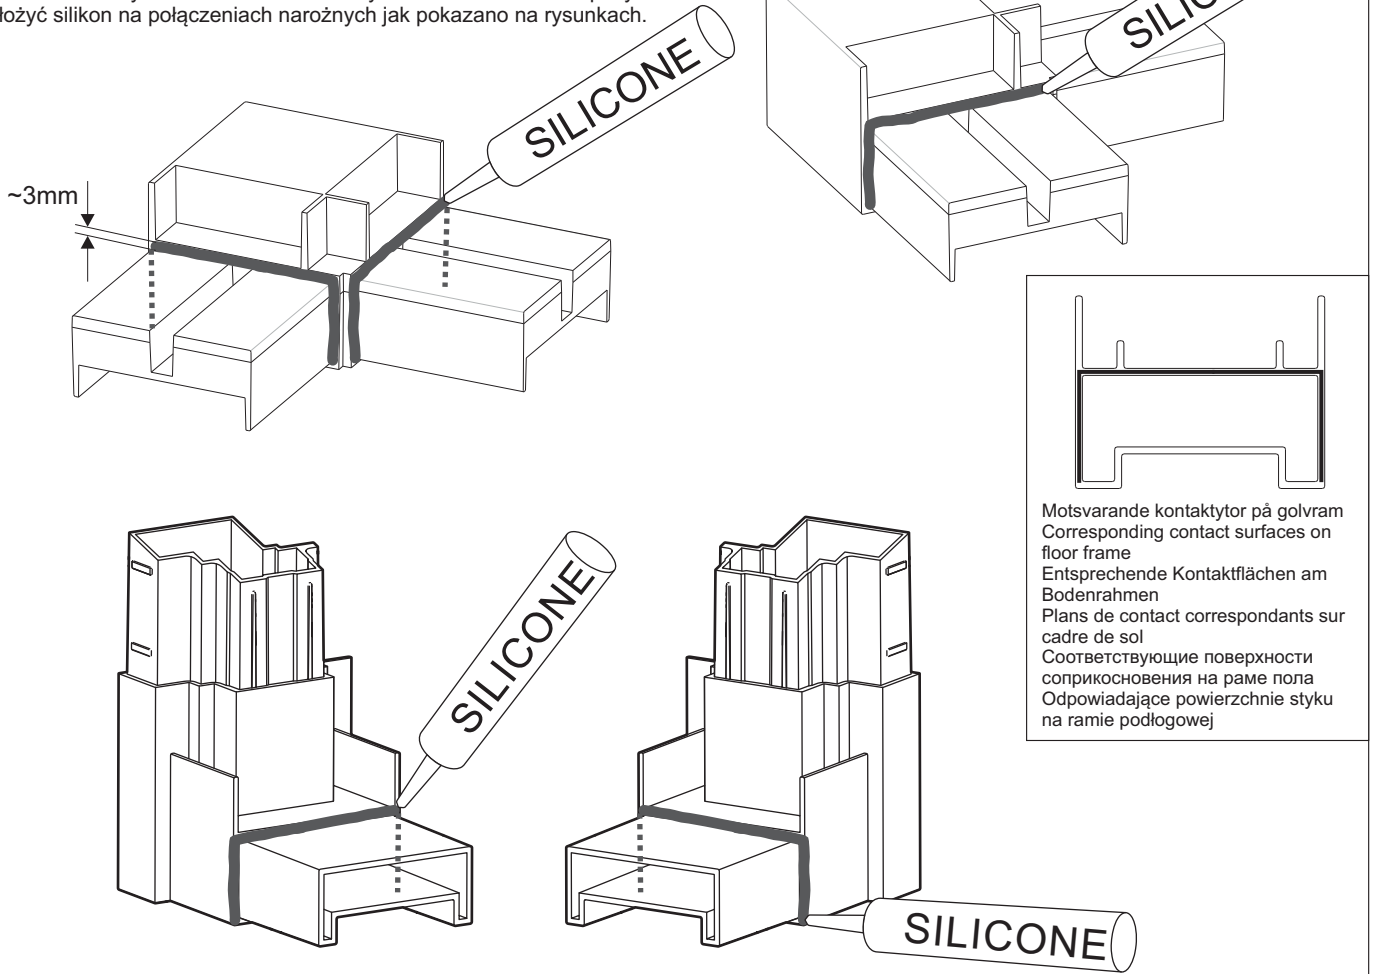 łożyć silikon na połączeniach narożnych jak pokazano na rysunkach.
SILICONE
~3mm
Motsvarande kontaktytor på golvram
Corresponding contact surfaces on
floor frame
Entsprechende Kontaktflächen am
Bodenrahmen
Plans de contact correspondants sur
cadre de sol
Соответствующие поверхности
соприкосновения на раме пола
Odpowiadające powierzchnie styku
na ramie podłogowej
SILICONE
SILICONE